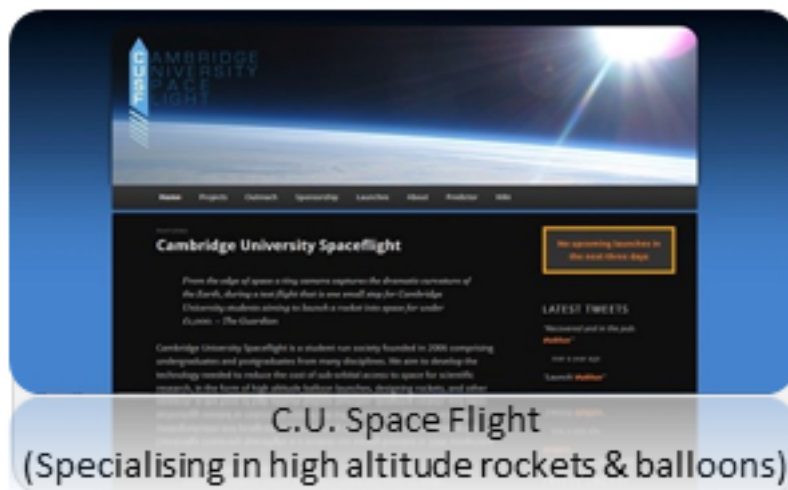 CUSF
CAMBRIDGE
UNIVERSITY
SPACE
FLIGHT
Home Projects Outreach Sponsorship Launches About Predictor Wiki
Cambridge University Spaceflight
No upcoming launches in
the next three days
From the edge of space a tiny camera captures the dramatic curvature of
the Earth, during a test flight that is one small step for Cambridge
University students aiming to launch a rocket into space for under
£1,000. – The Guardian
LATEST TWEETS
"Recovered and in the pub.
Cambridge University Spaceflight is a student run society founded in 2006 comprising
undergraduates and postgraduates from many disciplines. We aim to develop the
technology needed to reduce the cost of sub-orbital access to space for scientific
research, in the form of high altitude balloon launches, designing rockets, and other
"Launch
C.U. Space Flight
(Specialising in high altitude rockets & balloons)